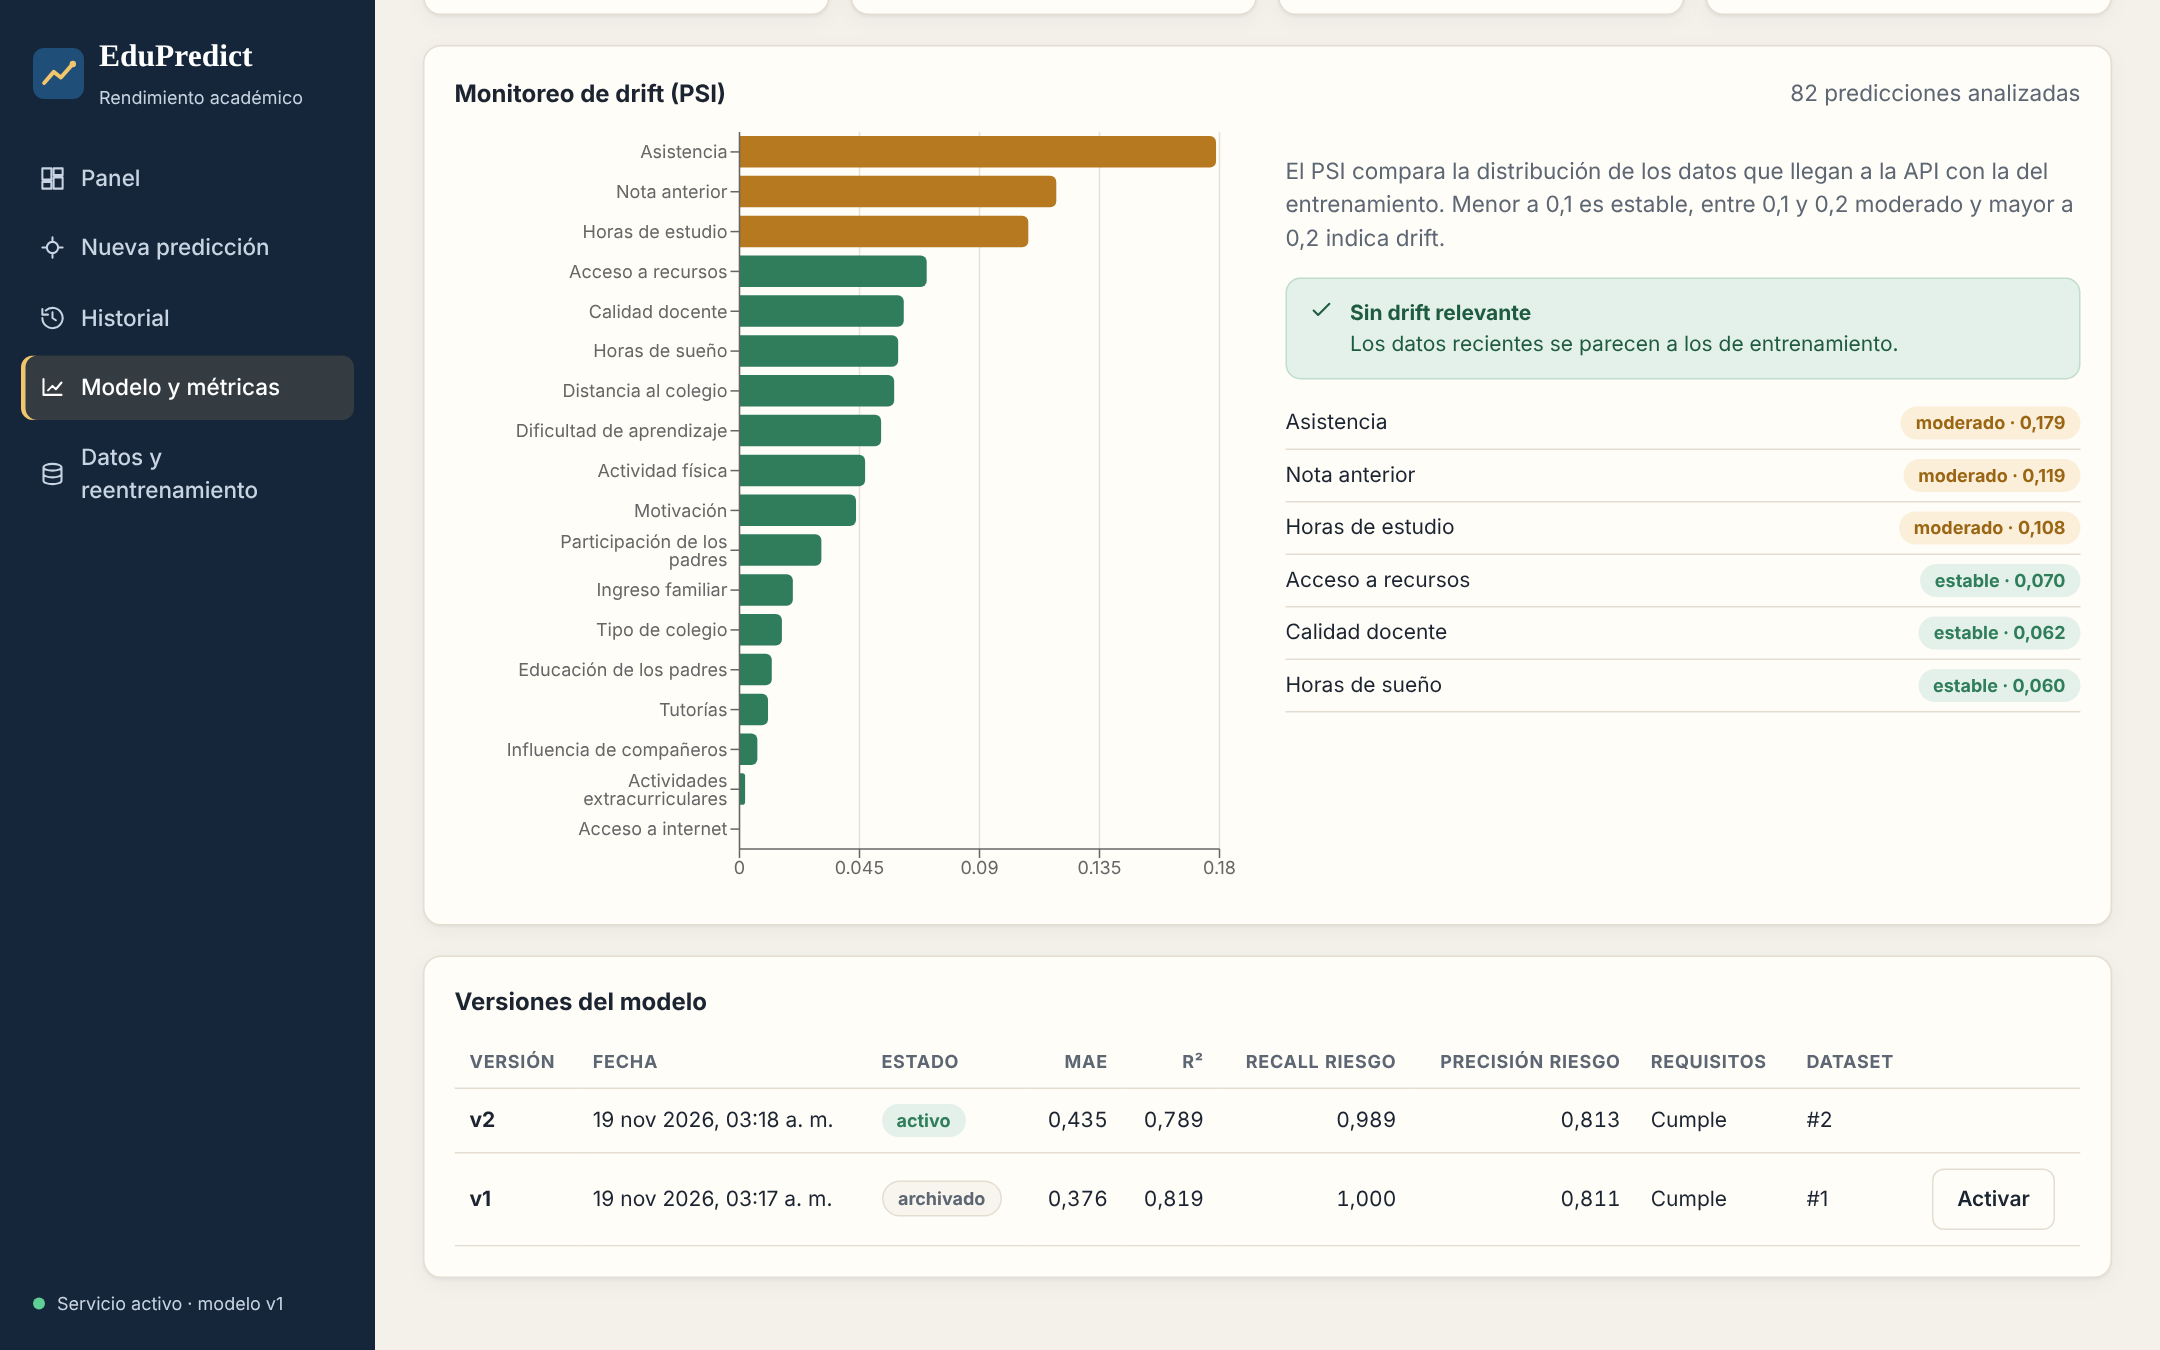 EduPredict
Rendimiento académico
Panel
Nueva predicción
Historial
Modelo y métricas
Datos y
reentrenamiento
Servicio activo · modelo v1
Monitoreo de drift (PSI)
82 predicciones analizadas
Asistencia
Nota anterior
Horas de estudio
Acceso a recursos
Calidad docente
Horas de sueño
Distancia al colegio
Dificultad de aprendizaje
Actividad física
Motivación
Participación de los
padres
Ingreso familiar
Tipo de colegio
Educación de los padres
Tutorías
Influencia de compañeros
Actividades
extracurriculares
Acceso a internet
0 0.045 0.09 0.135 0.18
El PSI compara la distribución de los datos que llegan a la API con la del
entrenamiento. Menor a 0,1 es estable, entre 0,1 y 0,2 moderado y mayor a
0,2 indica drift.
Sin drift relevante
Los datos recientes se parecen a los de entrenamiento.
Asistencia moderado · 0,179
Nota anterior moderado · 0,119
Horas de estudio moderado · 0,108
Acceso a recursos estable · 0,070
Calidad docente estable · 0,062
Horas de sueño estable · 0,060
Versiones del modelo
VERSIÓN FECHA ESTADO MAE R² RECALL RIESGO PRECISIÓN RIESGO REQUISITOS DATASET
v2 19 nov 2026, 03:18 a. m. activo 0,435 0,789 0,989 0,813 Cumple #2
v1 19 nov 2026, 03:17 a. m. archivado 0,376 0,819 1,000 0,811 Cumple #1 Activar